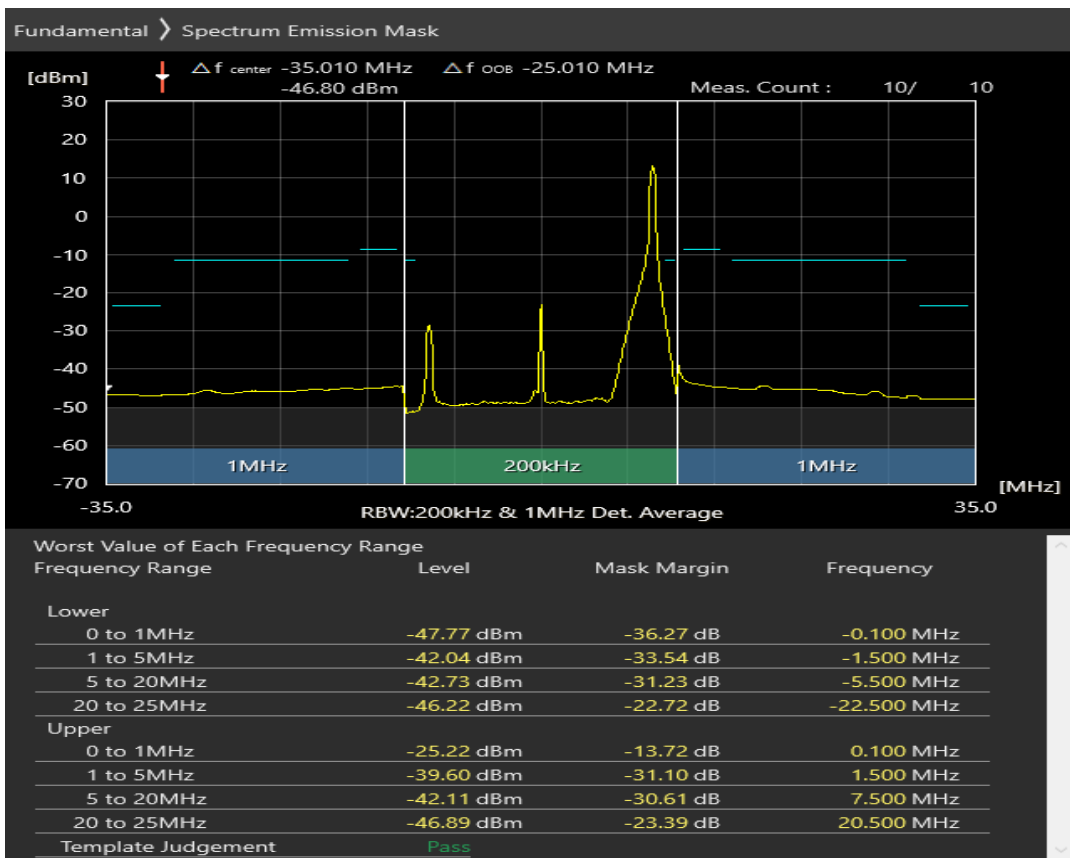 Fundamental 》 Spectrum Emission Mask
△f center -35.010 MHz △f OOB -25.010 MHz
[dBm]
-46.80 dBm Meas. Count : 10/ 10
30
20
10
0
-10
-20
-30
-40
-50
-60
1MHz 200kHz 1MHz
-70
[MHz]
-35.0 35.0
RBW:200kHz & 1MHz Det. Average
Worst Value of Each Frequency Range
Frequency Range Level Mask Margin Frequency
Lower
0 to 1MHz -47.77 dBm -36.27 dB -0.100 MHz
1 to 5MHz -42.04 dBm -33.54 dB -1.500 MHz
5 to 20MHz -42.73 dBm -31.23 dB -5.500 MHz
20 to 25MHz -46.22 dBm -22.72 dB -22.500 MHz
Upper
0 to 1MHz -25.22 dBm -13.72 dB 0.100 MHz
1 to 5MHz -39.60 dBm -31.10 dB 1.500 MHz
5 to 20MHz -42.11 dBm -30.61 dB 7.500 MHz
20 to 25MHz -46.89 dBm -23.39 dB 20.500 MHz
Template Judgement Pass